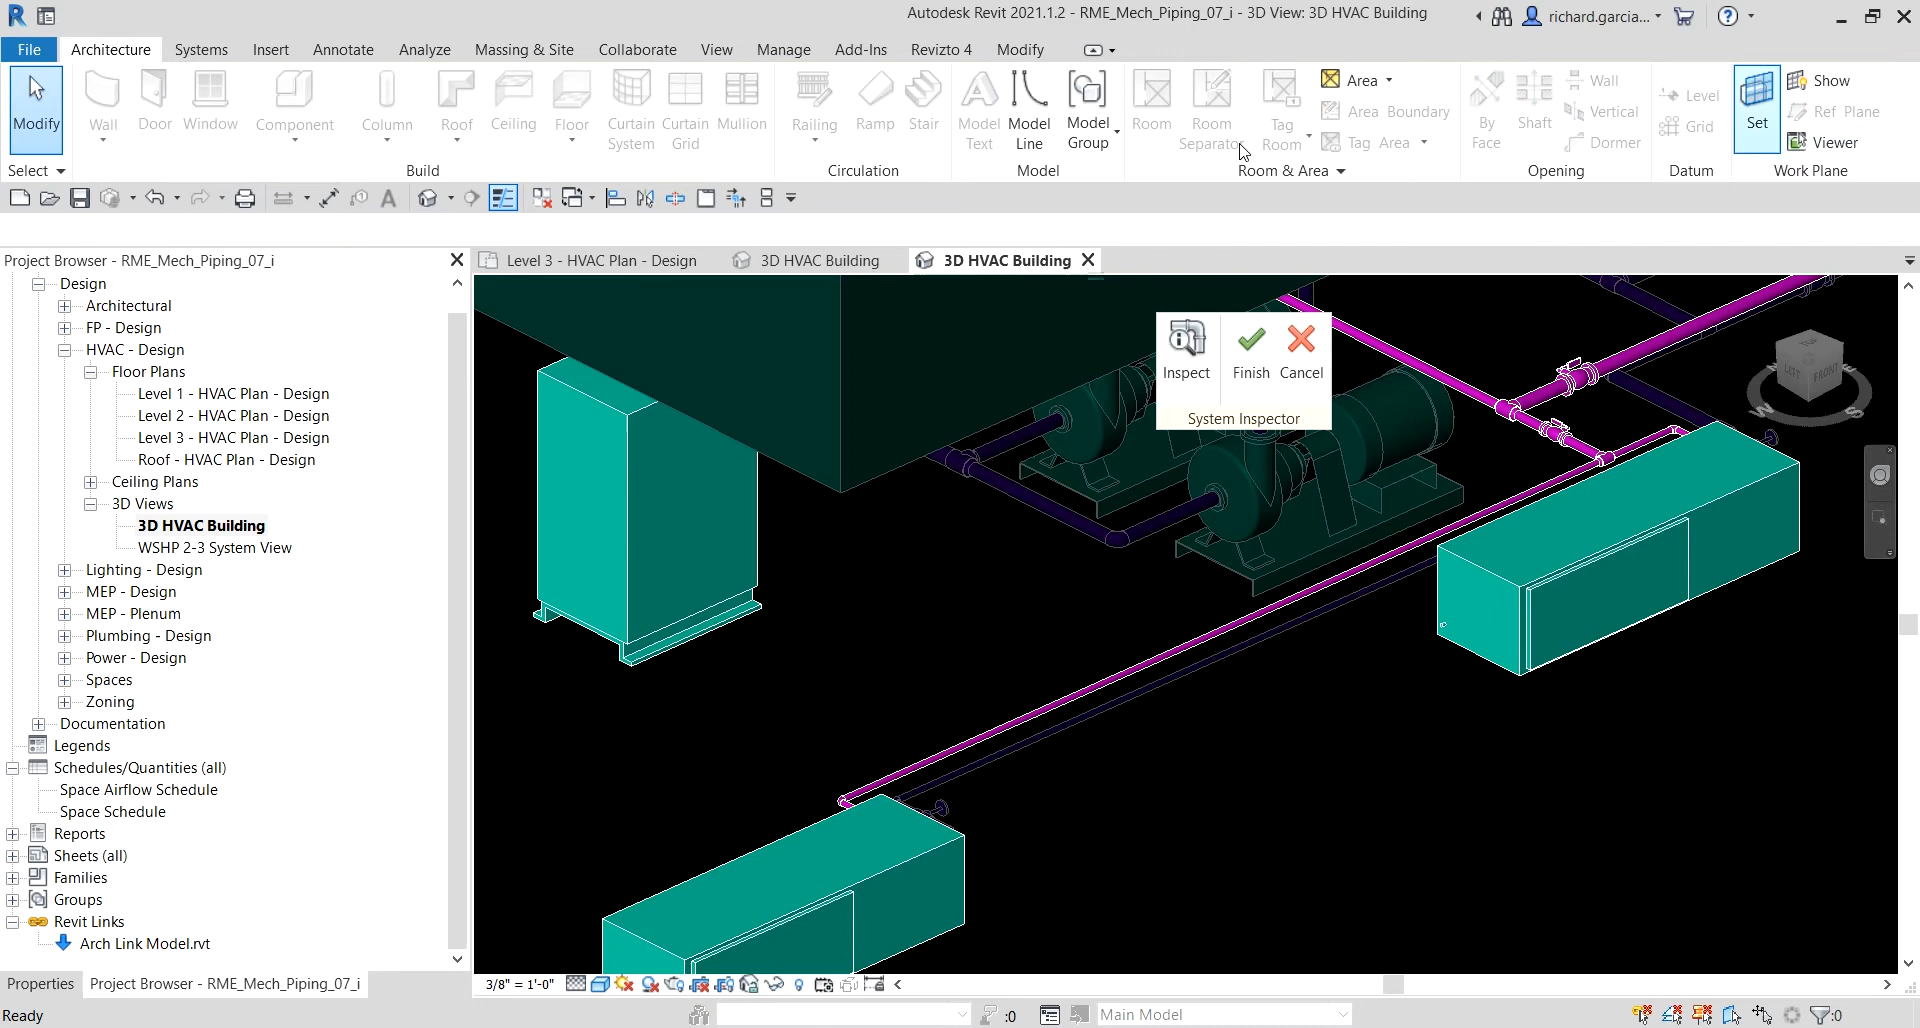 Autodesk Revit 2021.1.2 - RME_Mech_Piping_07_i - 3D View: 3D HVAC Building
richard.garcia...
File Architecture Systems Insert Annotate Analyze Massing & Site Collaborate View Manage Add-Ins Revizto 4 Modify
Modify
Wall
Door
Window
Component
Column
Roof
Ceiling
Floor
Curtain
System
Curtain
Grid
Mullion
Railing
Ramp
Stair
Model
Text
Model
Line
Model
Group
Room
Room
Separator
Tag
Room
Area
Area Boundary
Tag Area
By
Face
Shaft
Wall
Vertical
Dormer
Level
Grid
Set
Show
Ref Plane
Viewer
Select
Build
Circulation
Model
Room & Area
Opening
Datum
Work Plane
Project Browser - RME_Mech_Piping_07_i
Level 3 - HVAC Plan - Design
3D HVAC Building
3D HVAC Building
Design
Architectural
FP - Design
HVAC - Design
Floor Plans
Level 1 - HVAC Plan - Design
Level 2 - HVAC Plan - Design
Level 3 - HVAC Plan - Design
Roof - HVAC Plan - Design
Ceiling Plans
3D Views
3D HVAC Building
WSHP 2-3 System View
Lighting - Design
MEP - Design
MEP - Plenum
Plumbing - Design
Power - Design
Spaces
Zoning
Documentation
Legends
Schedules/Quantities (all)
Space Airflow Schedule
Space Schedule
Reports
Sheets (all)
Families
Groups
Revit Links
Arch Link Model.rvt
Inspect
Finish
Cancel
System Inspector
LEFT
FRONT
W
S
Properties
Project Browser - RME_Mech_Piping_07_i
3/8" = 1'-0"
Ready
:0
Main Model
:0